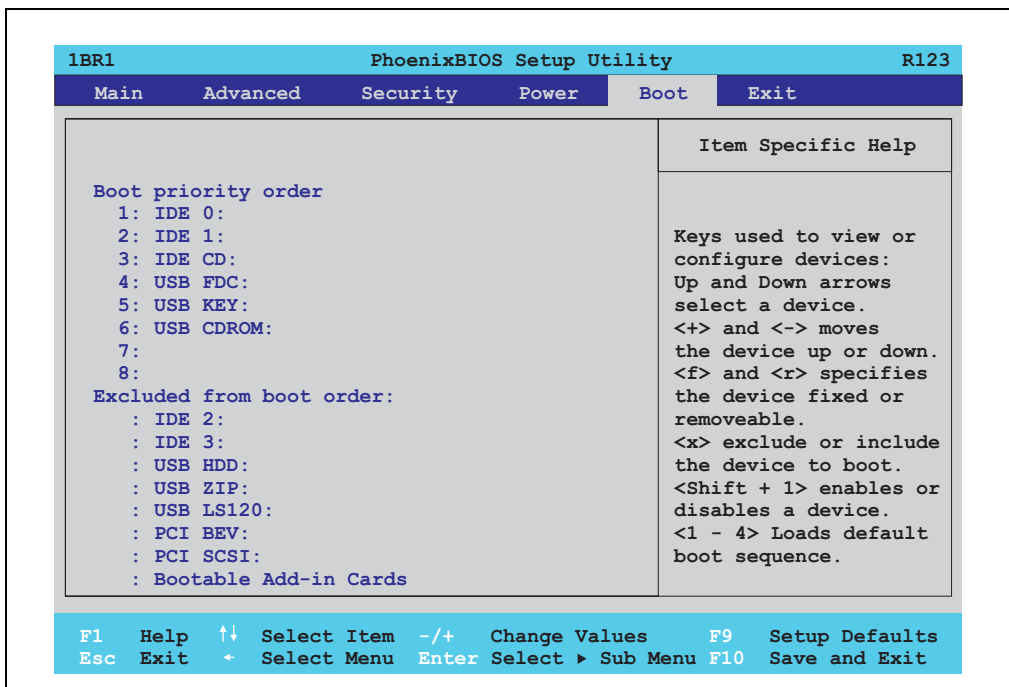 1BR1 PhoenixBIOS Setup Utility R123
Main Advanced Security Power Boot Exit
Item Specific Help
Boot priority order
1: IDE 0:
2: IDE 1:
3: IDE CD:
4: USB FDC:
5: USB KEY:
6: USB CDROM:
7:
8:
Excluded from boot order:
: IDE 2:
: IDE 3:
: USB HDD:
: USB ZIP:
: USB LS120:
: PCI BEV:
: PCI SCSI:
: Bootable Add-in Cards
Keys used to view or
configure devices:
Up and Down arrows
select a device.
<+> and <-> moves
the device up or down.
<f> and <r> specifies
the device fixed or
removeable.
<x> exclude or include
the device to boot.
<Shift + 1> enables or
disables a device.
<1 - 4> Loads default
boot sequence.
F1 Help ↑↓ Select Item -/+ Change Values F9 Setup Defaults
Esc Exit ← Select Menu Enter Select ▶ Sub Menu F10 Save and Exit